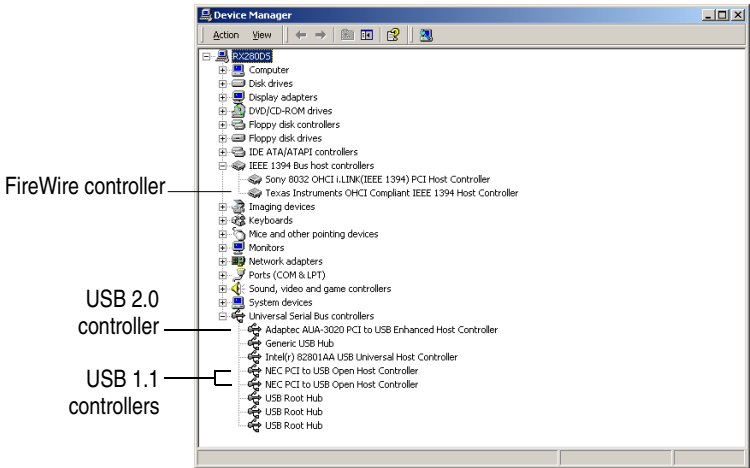 Device Manager
Action View
RX280DS
Computer
Disk drives
Display adapters
DVD/CD-ROM drives
Floppy disk controllers
Floppy disk drives
IDE ATA/ATAPI controllers
IEEE 1394 Bus host controllers
Sony 8032 OHCI i.LINK(IEEE 1394) PCI Host Controller
FireWire controller
Texas Instruments OHCI Compliant IEEE 1394 Host Controller
Imaging devices
Keyboards
Mice and other pointing devices
Monitors
Network adapters
Ports (COM & LPT)
Sound, video and game controllers
System devices
Universal Serial Bus controllers
USB 2.0
controller
Adaptec AUA-3020 PCI to USB Enhanced Host Controller
Generic USB Hub
Intel(r) 82801AA USB Universal Host Controller
USB 1.1
controllers
NEC PCI to USB Open Host Controller
NEC PCI to USB Open Host Controller
USB Root Hub
USB Root Hub
USB Root Hub